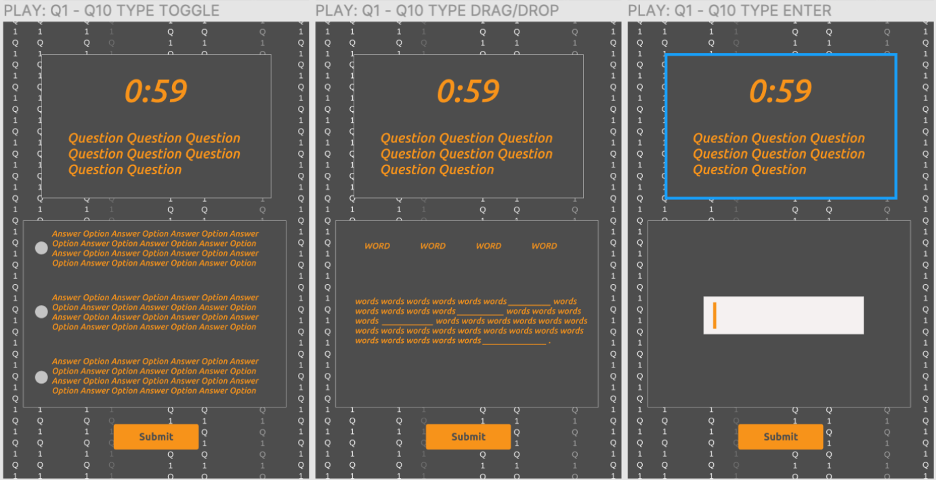 PLAY: Q1 - Q10 TYPE TOGGLE
0:59
Question Question Question
Question Question Question
Question Question
Answer Option Answer Option Answer Option Answer
Option Answer Option Answer Option Answer Option
Answer Option Answer Option Answer Option Answer
Option Answer Option Answer Option Answer Option
Answer Option Answer Option Answer Option Answer
Option Answer Option Answer Option Answer Option
Answer Option Answer Option Answer Option Answer
Option Answer Option Answer Option Answer Option
Answer Option Answer Option Answer Option Answer
Option Answer Option Answer Option Answer Option
Answer Option Answer Option Answer Option Answer
Option Answer Option Answer Option Answer Option
Submit
PLAY: Q1 - Q10 TYPE DRAG/DROP
0:59
Question Question Question
Question Question Question
Question Question
WORD WORD WORD WORD
words words words words words words __________ words
words words words words __________ words words words
words ___________ words words words words words words
words words words words words words words words words
words words words words words ______________ .
Submit
PLAY: Q1 - Q10 TYPE ENTER
0:59
Question Question Question
Question Question Question
Question Question
Submit